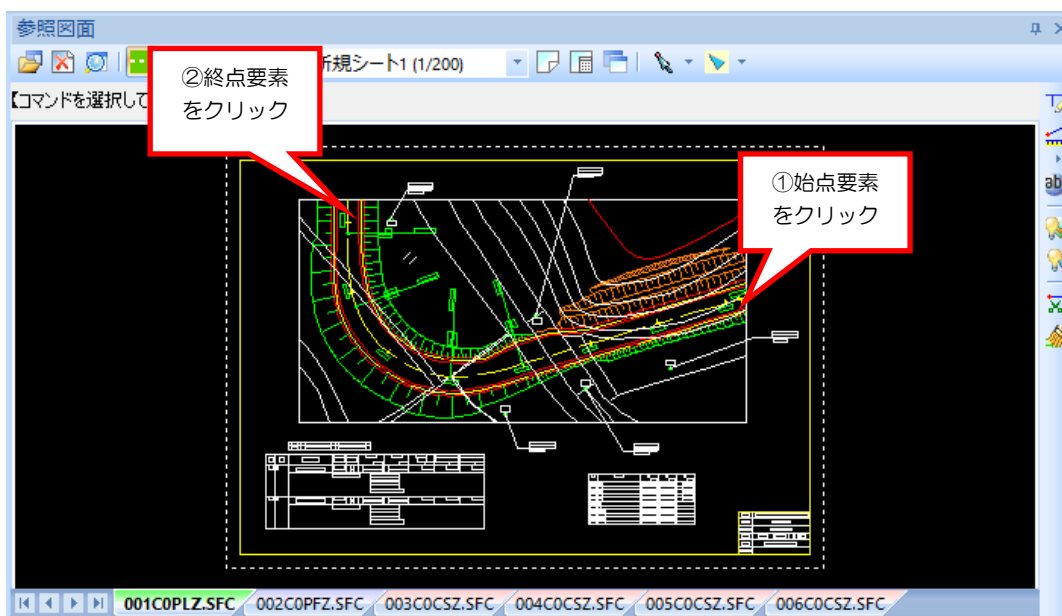 参照図面
新規シート1 (1/200)
【コマンドを選択して
②終点要素
をクリック
①始点要素
をクリック
ab
001C0PLZ.SFC
002C0PFZ.SFC
003C0CSZ.SFC
004C0CSZ.SFC
005C0CSZ.SFC
006C0CSZ.SFC